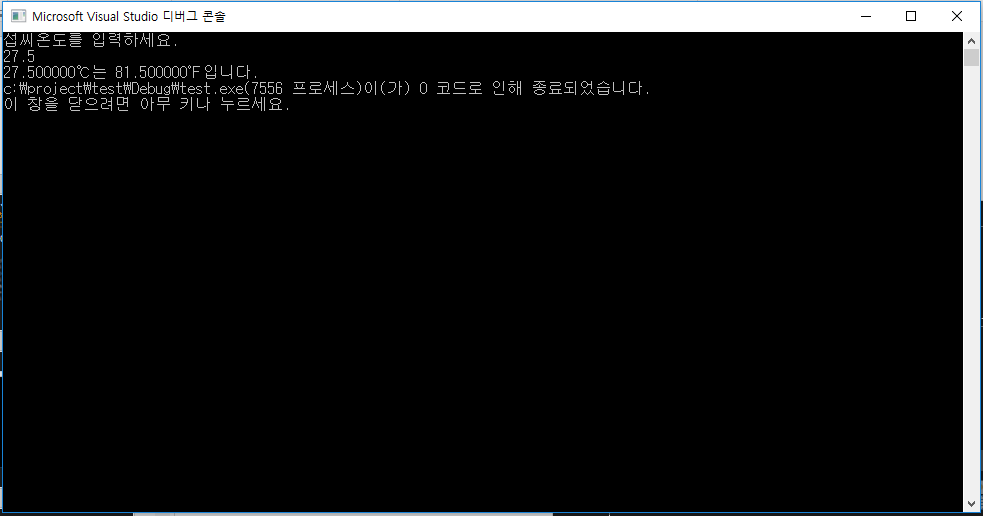 Microsoft Visual Studio 디버그 콘솔
섭씨온도를 입력하세요.
27.5
27.500000℃는 81.500000℉입니다.
c:₩project₩test₩Debug₩test.exe(7556 프로세스)이(가) 0 코드로 인해 종료되었습니다.
이 창을 닫으려면 아무 키나 누르세요.